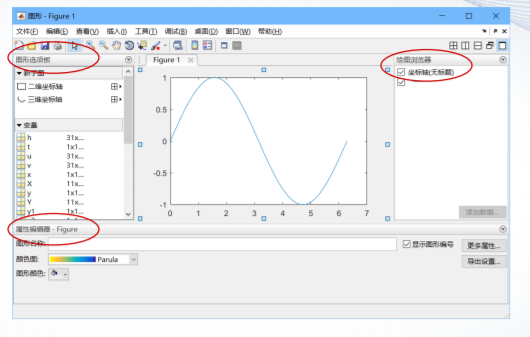 图形 - Figure 1
文件(F) 编辑(E) 查看(V) 插入(I) 工具(T) 调试(B) 桌面(D) 窗口(W) 帮助(H)
图形选项板
Figure 1
绘图浏览器
新子图
二维坐标轴
三维坐标轴
坐标轴(无标题)
变量
h 31x...
t 1x1...
u 31x...
v 31x...
x 1x1...
X 11x...
y 1x1...
Y 11x...
y1 1x1...
1
0.5
0
-0.5
-1
0 1 2 3 4 5 6 7
添加数据...
属性编辑器 - Figure
图形名称:
显示图形编号
更多属性...
颜色图: Parula
导出设置...
图形颜色: